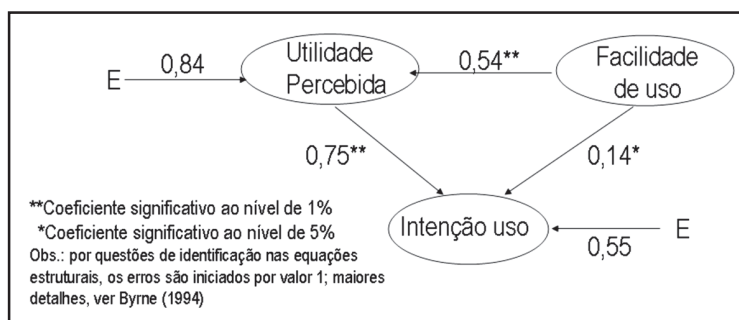 E
0,84
Utilidade
Percebida
0,54**
Facilidade
de uso
0,75**
0,14*
Intenção uso
E
0,55
**Coeficiente significativo ao nível de 1%
*Coeficiente significativo ao nível de 5%
Obs.: por questões de identificação nas equações
estruturais, os erros são iniciados por valor 1; maiores
detalhes, ver Byrne (1994)